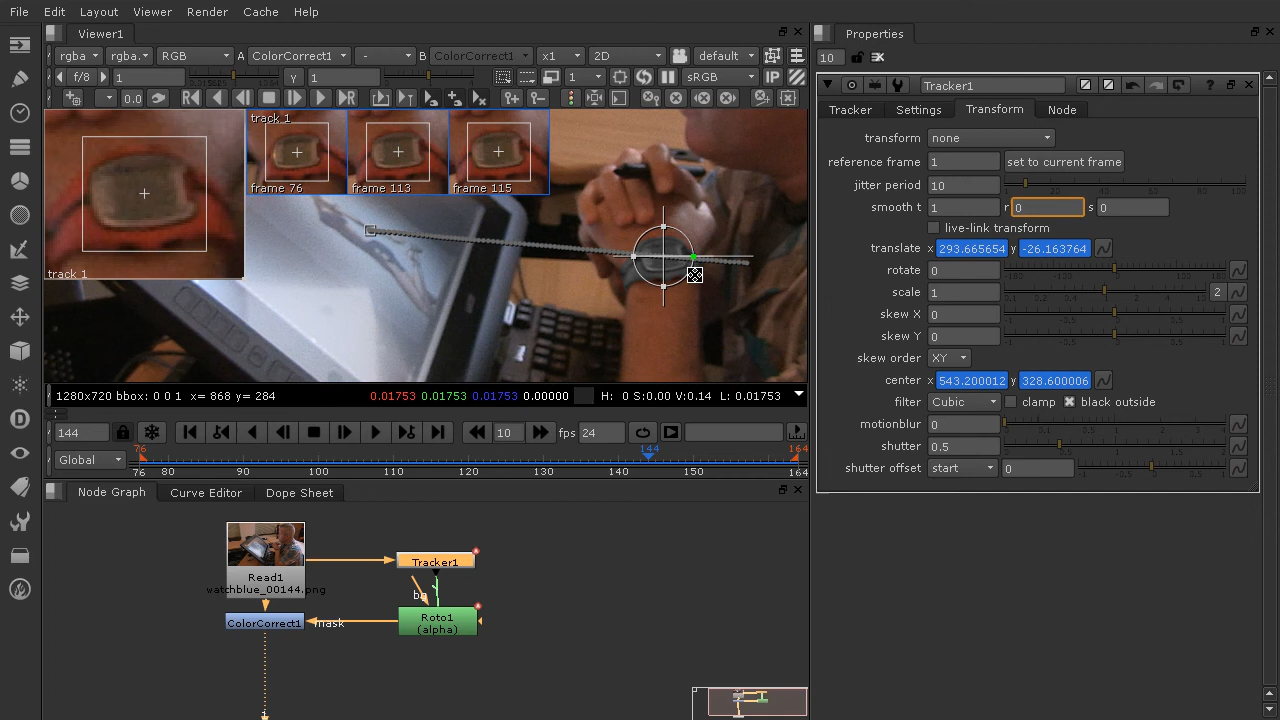 File Edit Layout Viewer Render Cache Help
Viewer1
rgba rgba. RGB A ColorCorrect1 - B ColorCorrect1 x1 2D default
f/8 1 Y 1 1 sRGB IP
0.0
track 1
frame 76 frame 113 frame 115
track 1
1280x720 bbox: 0 0 1 x= 868 y= 284 0.01753 0.01753 0.01753 0.00000 H: 0 S:0.00 V:0.14 L: 0.01753
144 10 fps 24
76 144 164
Global 76 80 90 100 110 120 130 140 150 164
Node Graph Curve Editor Dope Sheet
Read1
watchblue_00144.png
Tracker1
bg
Roto1
(alpha)
ColorCorrect1
mask
1
Properties
10
Tracker1
Tracker Settings Transform Node
transform none
reference frame 1 set to current frame
jitter period 10
smooth t 1 r 0 s 0
live-link transform
translate x 293.665654 y -26.163764
rotate 0
scale 1 2
skew X 0
skew Y 0
skew order XY
center x 543.200012 y 328.600006
filter Cubic clamp black outside
motionblur 0
shutter 0.5
shutter offset start 0